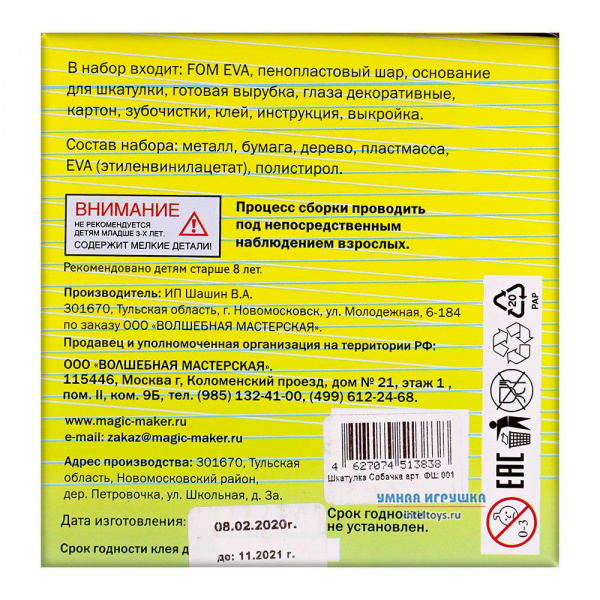 В набор входит: FOM EVA, пенопластовый шар, основание
для шкатулки, готовая вырубка, глаза декоративные,
картон, зубочистки, клей, инструкция, выкройка.
Состав набора: металл, бумага, дерево, пластмасса,
EVA (этиленвинилацетат), полистирол.
ВНИМАНИЕ
НЕ РЕКОМЕНДУЕТСЯ
ДЕТЯМ МЛАДШЕ 3-Х ЛЕТ.
СОДЕРЖИТ МЕЛКИЕ ДЕТАЛИ!
Процесс сборки проводить
под непосредственным
наблюдением взрослых.
Рекомендовано детям старше 8 лет.
Производитель: ИП Шашин В.А.
301670, Тульская область, г. Новомосковск, ул. Молодежная, 6-184
по заказу ООО «ВОЛШЕБНАЯ МАСТЕРСКАЯ».
Продавец и уполномоченная организация на территории РФ:
ООО «ВОЛШЕБНАЯ МАСТЕРСКАЯ».
115446, Москва г, Коломенский проезд, дом № 21, этаж 1 ,
пом. II, ком. 9Б, тел. (985) 132-41-00, (499) 612-24-68.
www.magic-maker.ru
e-mail: zakaz@magic-maker.ru
Адрес производства: 301670, Тульская
область, Новомосковский район,
дер. Петровочка, ул. Школьная, д. 3а.
Дата изготовления:
08.02.2020г.
Срок годности клея д
до: 11.2021 г.
20
PAP
4 627074 513838
Шкатулка Собачка арт. ФШ 001
УМНАЯ ИГРУШКА
inteltoys.ru
Срок годнос
не установлен.
EAC
0-3